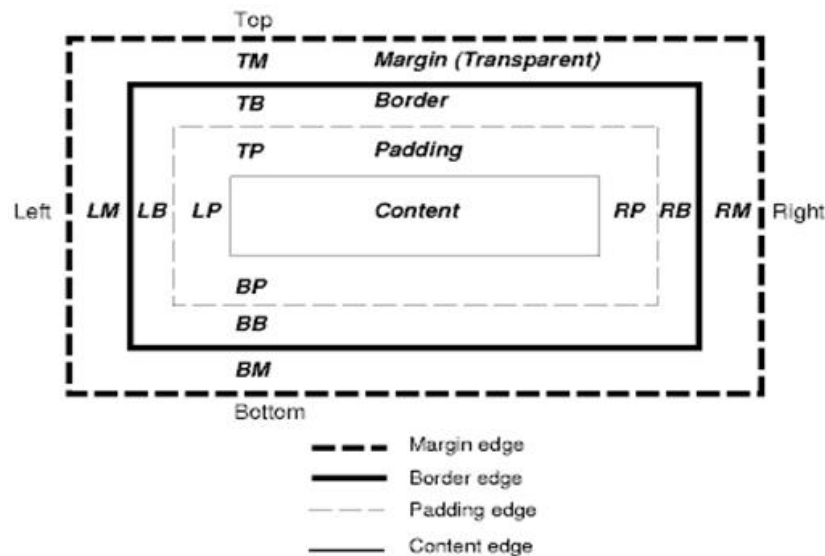 Top
TM Margin (Transparent)
TB Border
TP Padding
Left LM LB LP Content RP RB RM Right
BP
BB
BM
Bottom
Margin edge
Border edge
Padding edge
Content edge